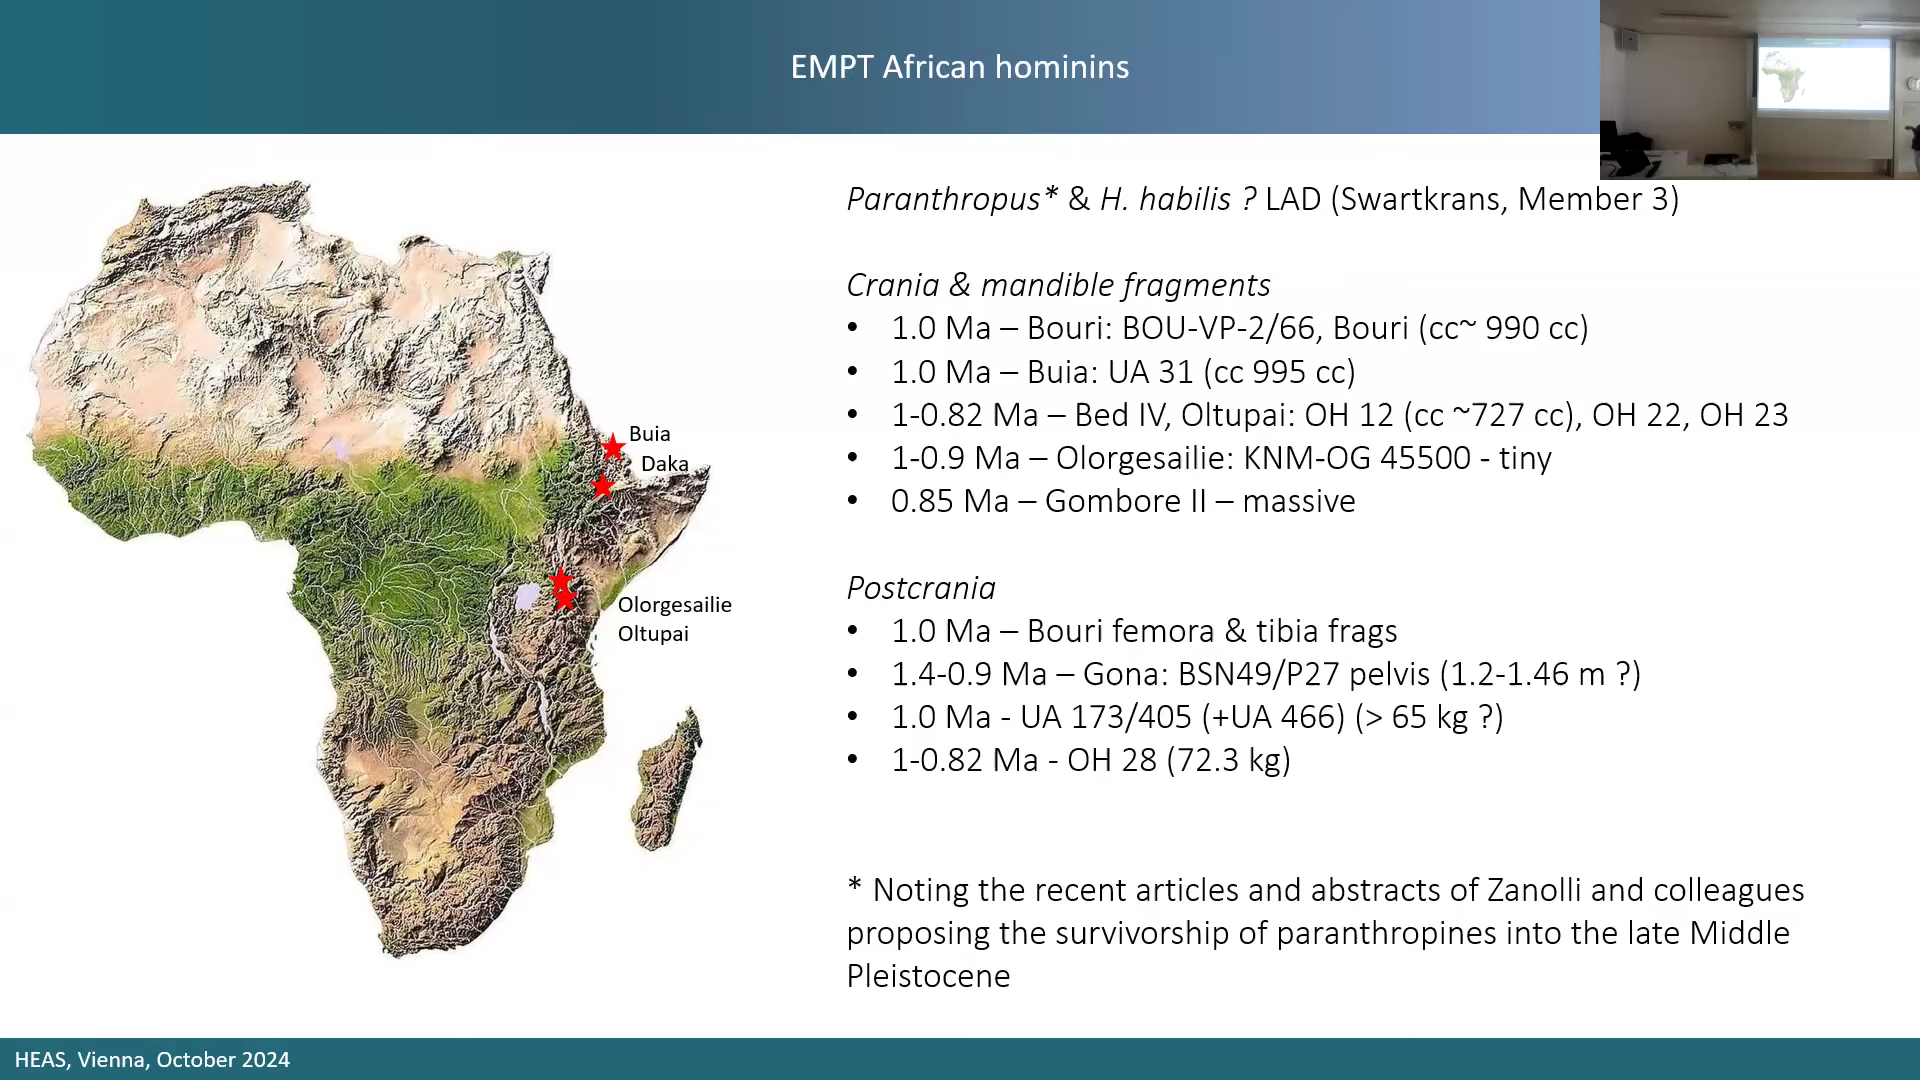 EMPT African hominins
Paranthropus* & H. habilis ? LAD (Swartkrans, Member 3)
Crania & mandible fragments
• 1.0 Ma – Bouri: BOU-VP-2/66, Bouri (cc~ 990 cc)
• 1.0 Ma – Buia: UA 31 (cc 995 cc)
• 1-0.82 Ma – Bed IV, Oltupai: OH 12 (cc ~727 cc), OH 22, OH 23
• 1-0.9 Ma – Olorgesailie: KNM-OG 45500 - tiny
• 0.85 Ma – Gombore II – massive
Postcrania
• 1.0 Ma – Bouri femora & tibia frags
• 1.4-0.9 Ma – Gona: BSN49/P27 pelvis (1.2-1.46 m ?)
• 1.0 Ma - UA 173/405 (+UA 466) (> 65 kg ?)
• 1-0.82 Ma - OH 28 (72.3 kg)
* Noting the recent articles and abstracts of Zanolli and colleagues
proposing the survivorship of paranthropines into the late Middle
Pleistocene
Buia
Daka
Olorgesailie
Oltupai
HEAS, Vienna, October 2024